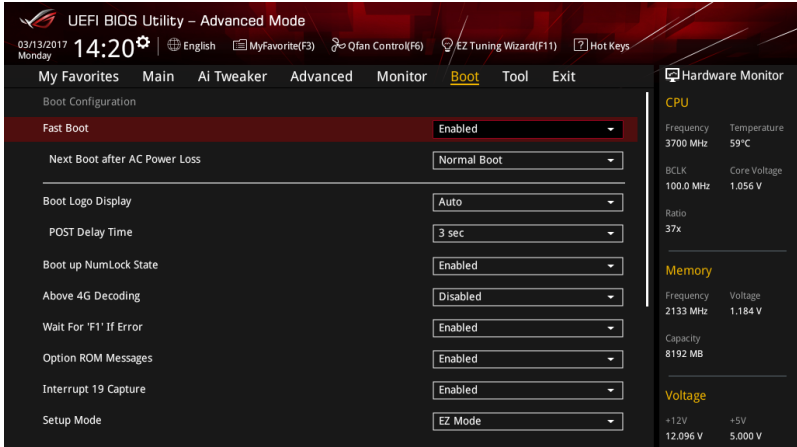 UEFI BIOS Utility – Advanced Mode
03/13/2017 Monday 14:20 English MyFavorite(F3) Qfan Control(F6) EZ Tuning Wizard(F11) ? Hot Keys
My Favorites Main Ai Tweaker Advanced Monitor Boot Tool Exit
Boot Configuration
Fast Boot Enabled
Next Boot after AC Power Loss Normal Boot
Boot Logo Display Auto
POST Delay Time 3 sec
Boot up NumLock State Enabled
Above 4G Decoding Disabled
Wait For 'F1' If Error Enabled
Option ROM Messages Enabled
Interrupt 19 Capture Enabled
Setup Mode EZ Mode
Hardware Monitor
CPU
Frequency Temperature
3700 MHz 59°C
BCLK Core Voltage
100.0 MHz 1.056 V
Ratio
37x
Memory
Frequency Voltage
2133 MHz 1.184 V
Capacity
8192 MB
Voltage
+12V +5V
12.096 V 5.000 V